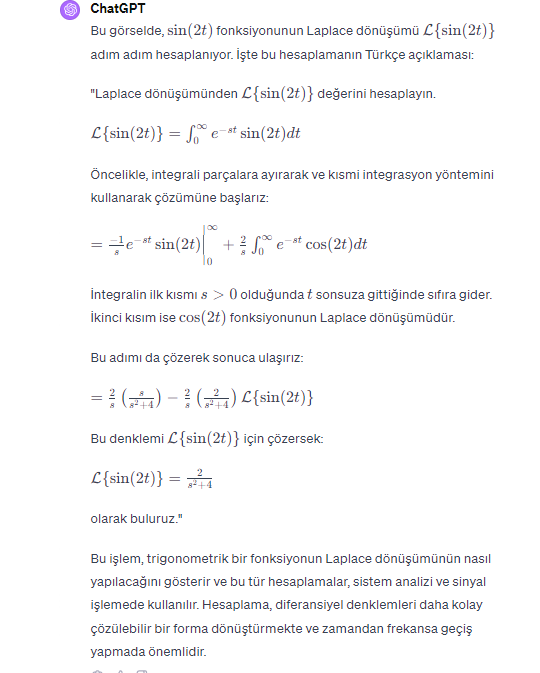 ChatGPT
Bu görselde, sin(2t) fonksiyonunun Laplace dönüşümü ℒ{sin(2t)}
adım adım hesaplanıyor. İşte bu hesaplamanın Türkçe açıklaması:
"Laplace dönüşümünden ℒ{sin(2t)} değerini hesaplayın.
ℒ{sin(2t)} = ∫₀^∞ e^{−st} sin(2t)dt
Öncelikle, integrali parçalara ayırarak ve kısmi integrasyon yöntemini
kullanarak çözümüne başlarız:
= \frac{−1}{s} e^{−st} sin(2t)|₀^∞ + \frac{2}{s} ∫₀^∞ e^{−st} cos(2t)dt
İntegralin ilk kısmı s > 0 olduğunda t sonsuza gittiğinde sıfıra gider.
İkinci kısım ise cos(2t) fonksiyonunun Laplace dönüşümüdür.
Bu adımı da çözerek sonuca ulaşırız:
= \frac{2}{s} (\frac{s}{s²+4}) − \frac{2}{s} (\frac{2}{s²+4}) ℒ{sin(2t)}
Bu denklemi ℒ{sin(2t)} için çözersek:
ℒ{sin(2t)} = \frac{2}{s²+4}
olarak buluruz."
Bu işlem, trigonometrik bir fonksiyonun Laplace dönüşümünün nasıl
yapılacağını gösterir ve bu tür hesaplamalar, sistem analizi ve sinyal
işlemede kullanılır. Hesaplama, diferansiyel denklemleri daha kolay
çözülebilir bir forma dönüştürmekte ve zamandan frekansa geçiş
yapmada önemlidir.